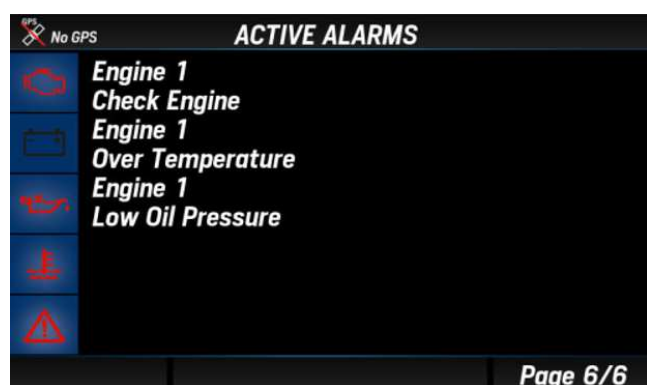 GPS
No GPS
ACTIVE ALARMS
Engine 1
Check Engine
Engine 1
Over Temperature
Engine 1
Low Oil Pressure
Page 6/6